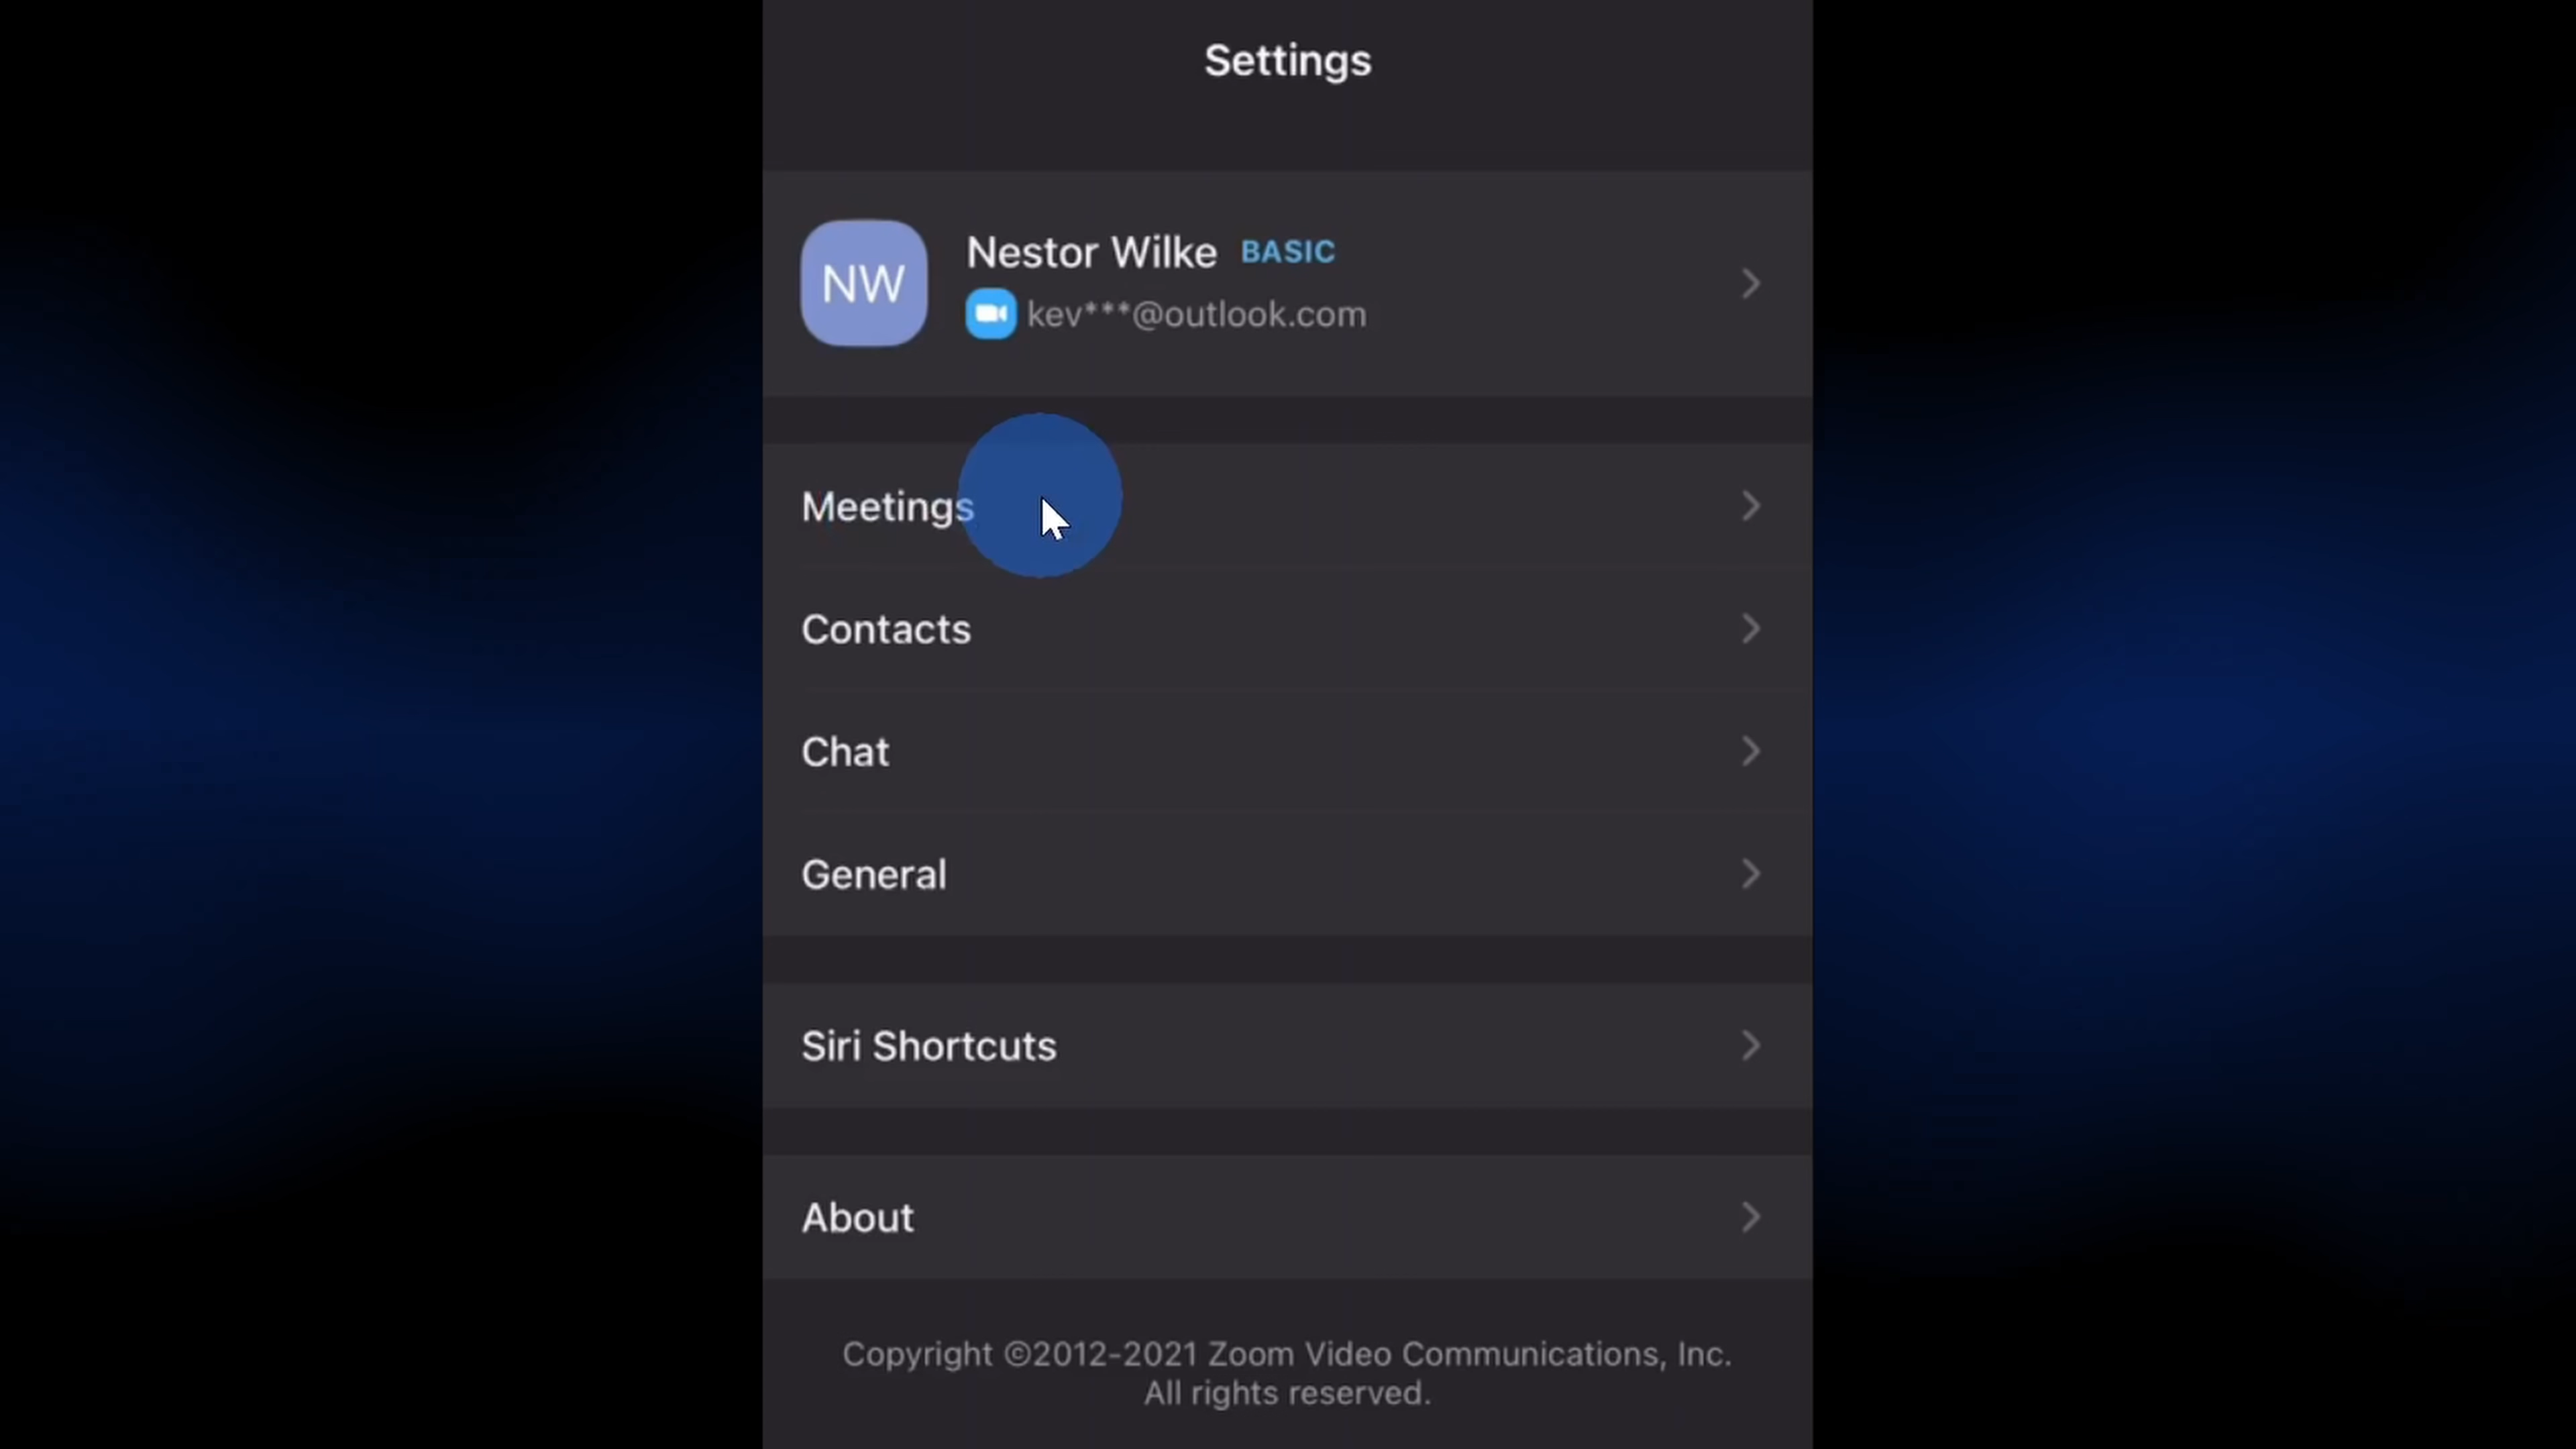 Settings
NW
Nestor Wilke BASIC
kev***@outlook.com
Meetings
Contacts
Chat
General
Siri Shortcuts
About
Copyright ©2012-2021 Zoom Video Communications, Inc.
All rights reserved.